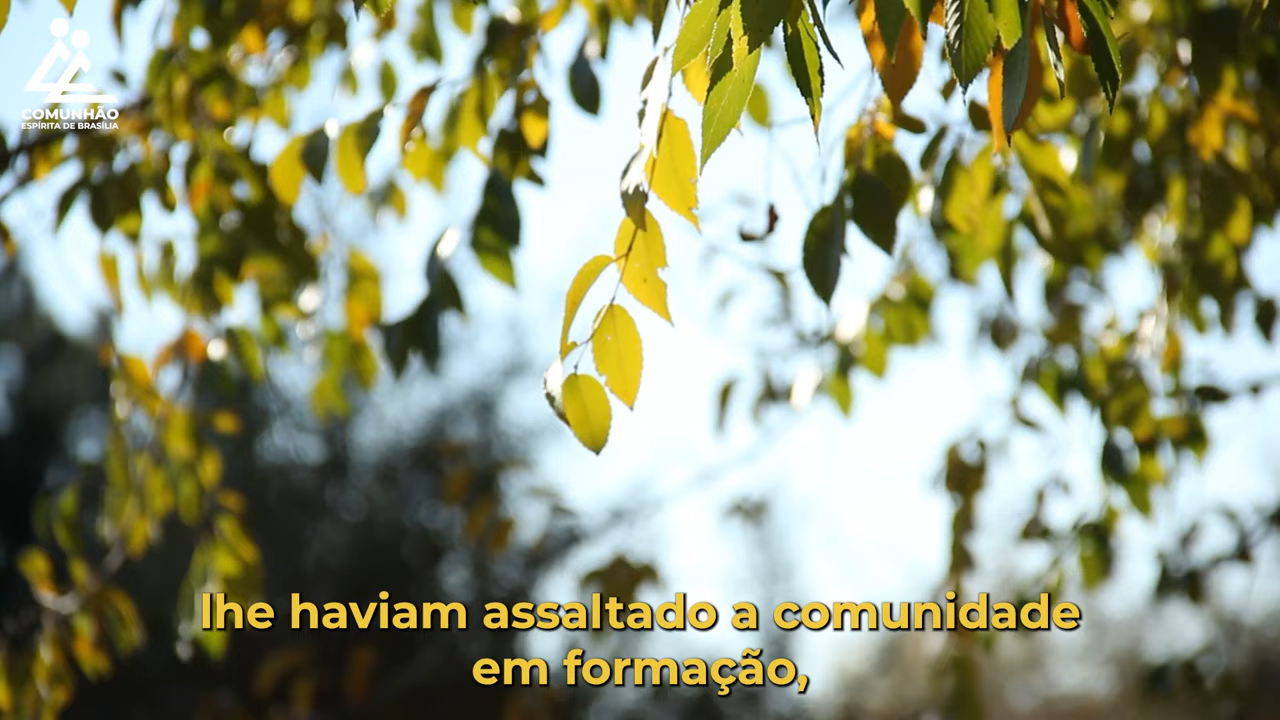 COMUNHÃO
ESPÍRITA DE BRASÍLIA
lhe haviam assaltado a comunidade
em formação,